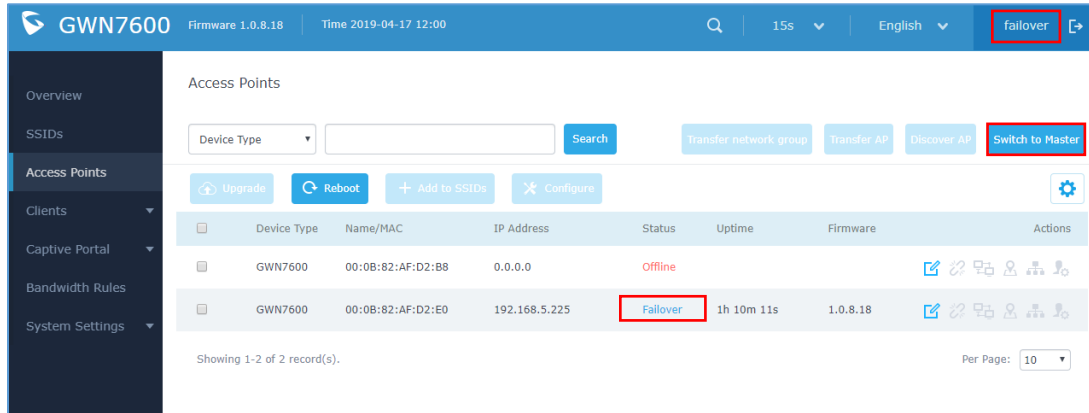 GWN7600 Firmware 1.0.8.18 Time 2019-04-17 12:00 15s English failover
Overview
SSIDs
Access Points
Clients
Captive Portal
Bandwidth Rules
System Settings
Access Points
Device Type Search Transfer network group Transfer AP Discover AP Switch to Master
Upgrade Reboot + Add to SSIDs Configure
Device Type Name/MAC IP Address Status Uptime Firmware Actions
GWN7600 00:0B:82:AF:D2:B8 0.0.0.0 Offline
GWN7600 00:0B:82:AF:D2:E0 192.168.5.225 Failover 1h 10m 11s 1.0.8.18
Showing 1-2 of 2 record(s). Per Page: 10